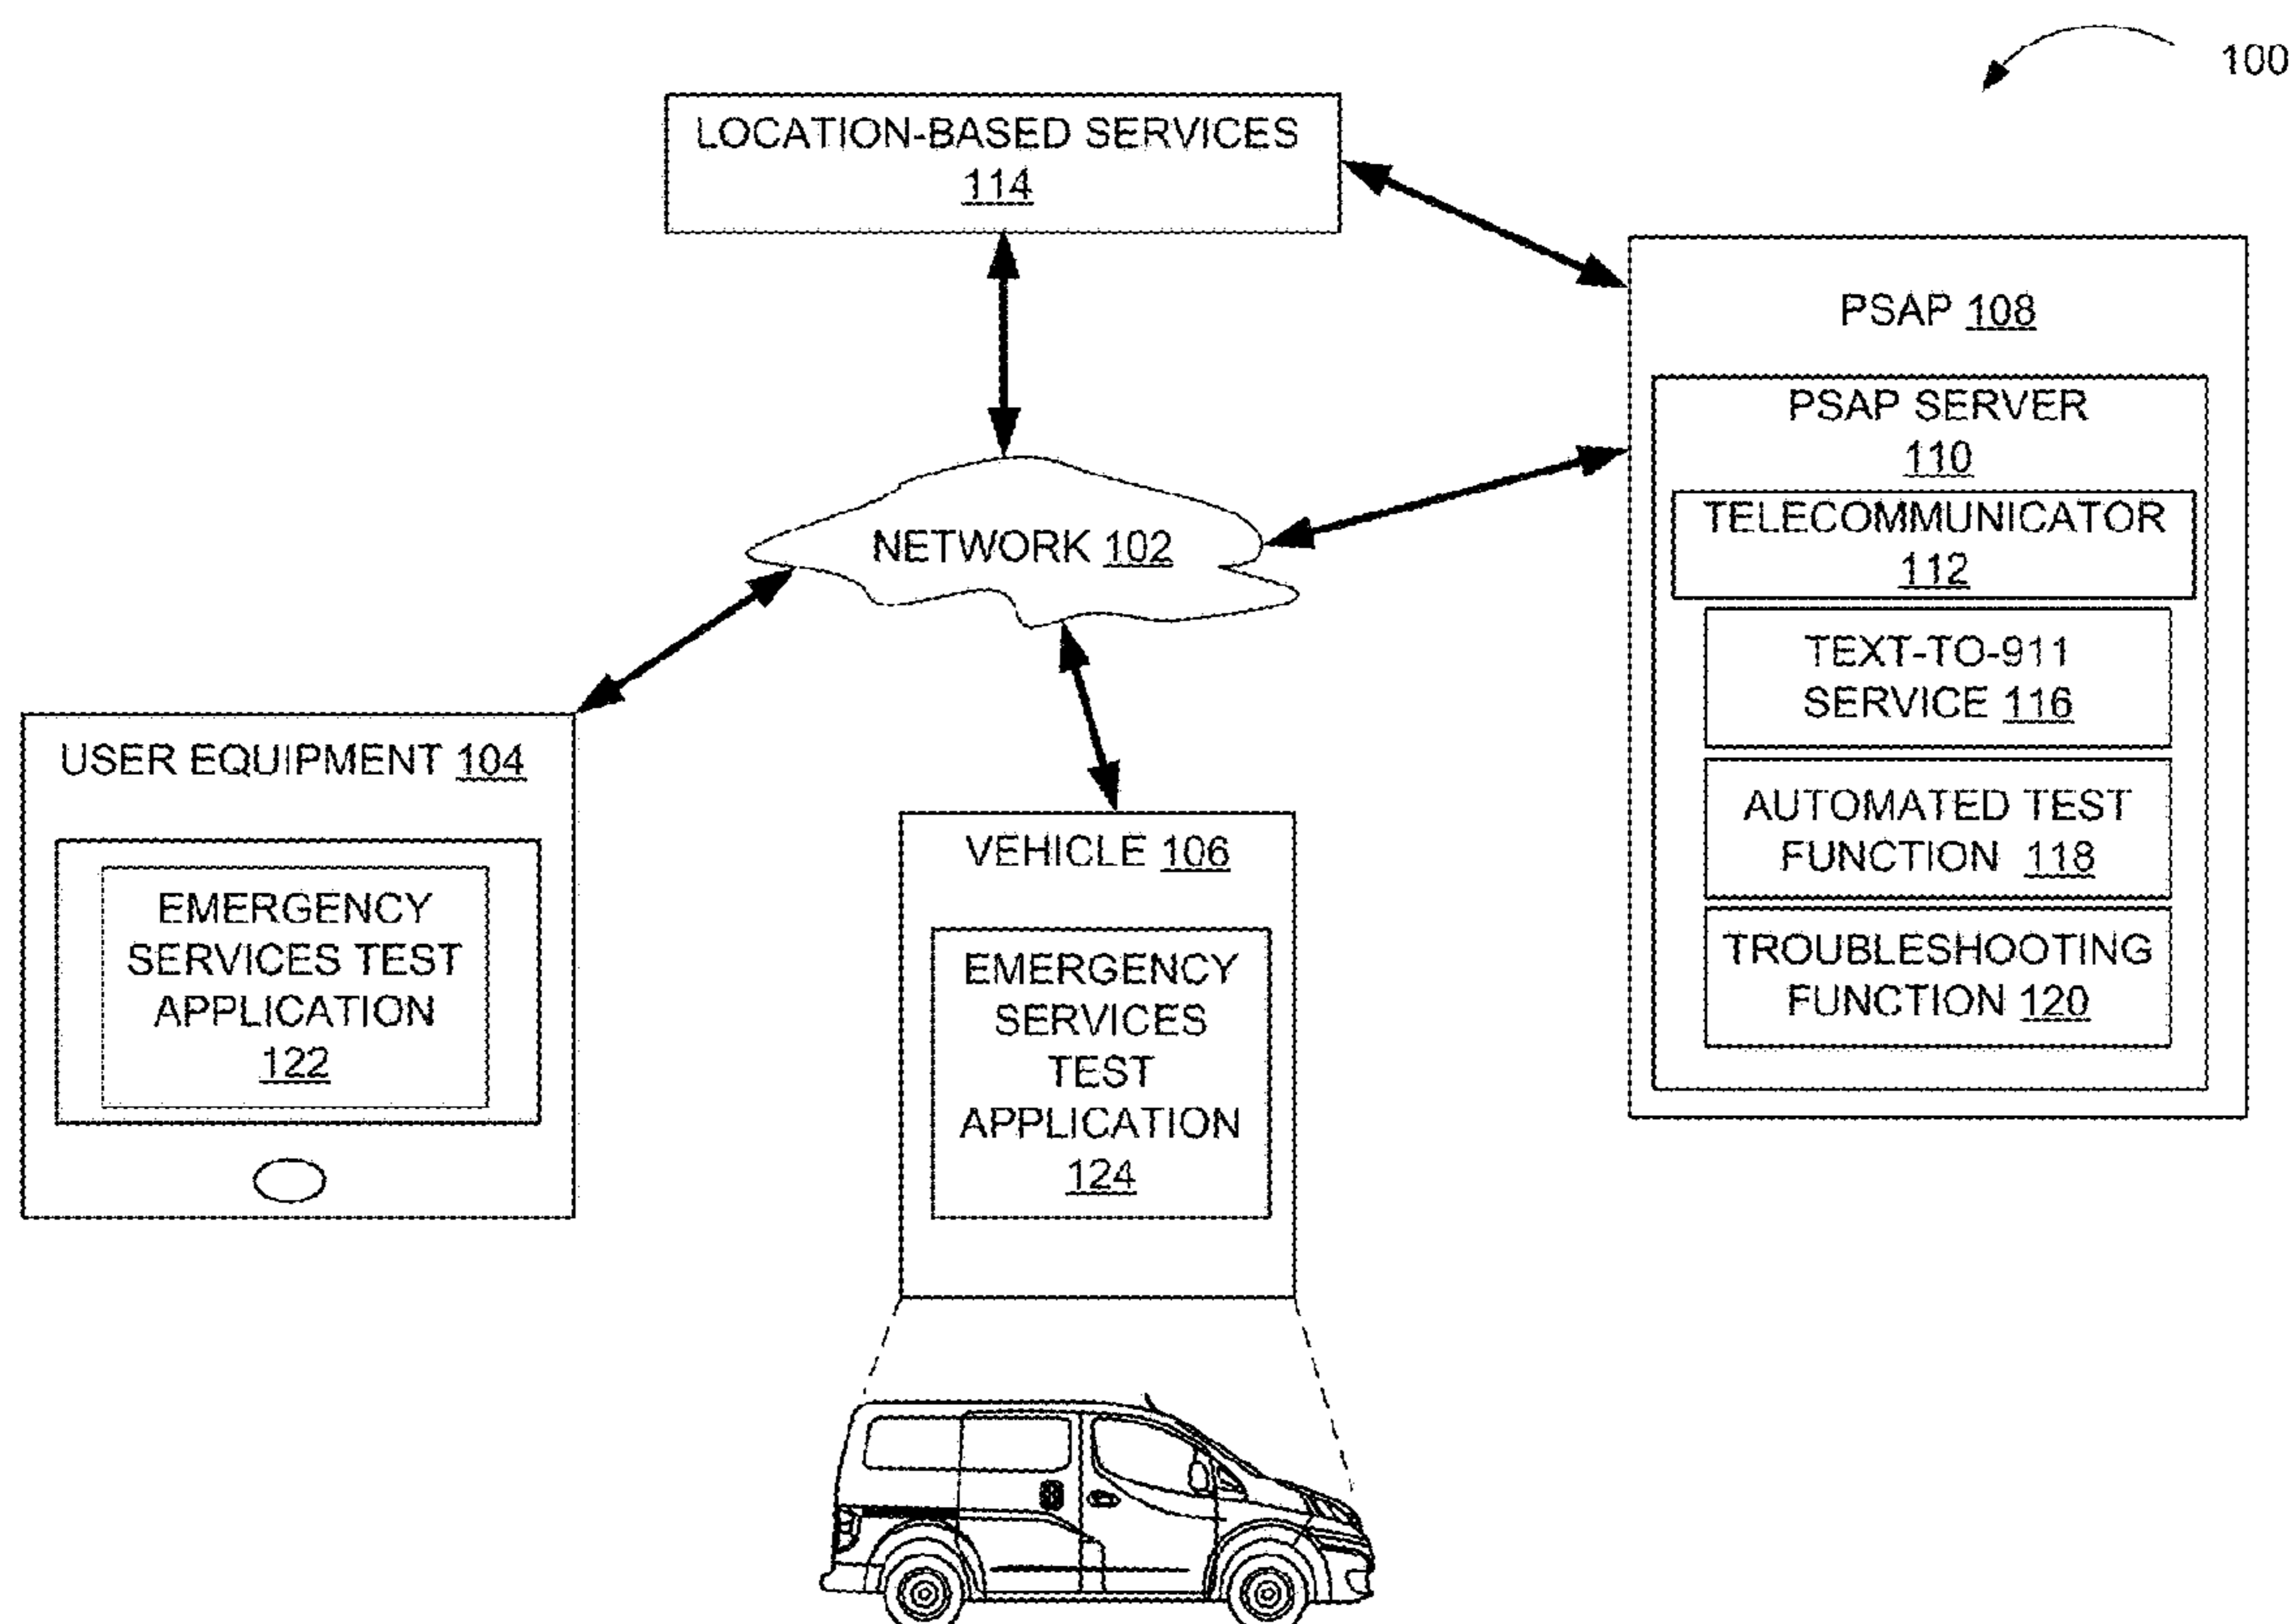 100
LOCATION-BASED SERVICES
114
PSAP 108
PSAP SERVER
110
TELECOMMUNICATOR
112
TEXT-TO-911
SERVICE 116
AUTOMATED TEST
FUNCTION 118
TROUBLESHOOTING
FUNCTION 120
NETWORK 102
USER EQUIPMENT 104
EMERGENCY
SERVICES TEST
APPLICATION
122
VEHICLE 106
EMERGENCY
SERVICES
TEST
APPLICATION
124